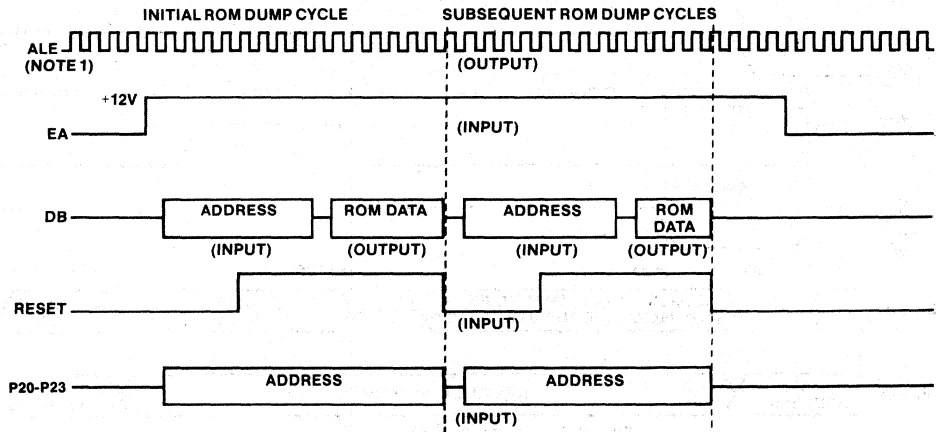 INITIAL ROM DUMP CYCLE
SUBSEQUENT ROM DUMP CYCLES
ALE
(NOTE 1)
(OUTPUT)
+12V
EA
(INPUT)
DB
ADDRESS
ROM DATA
ADDRESS
ROM
DATA
(INPUT)
(OUTPUT)
(INPUT)
(OUTPUT)
RESET
(INPUT)
P20-P23
ADDRESS
ADDRESS
(INPUT)